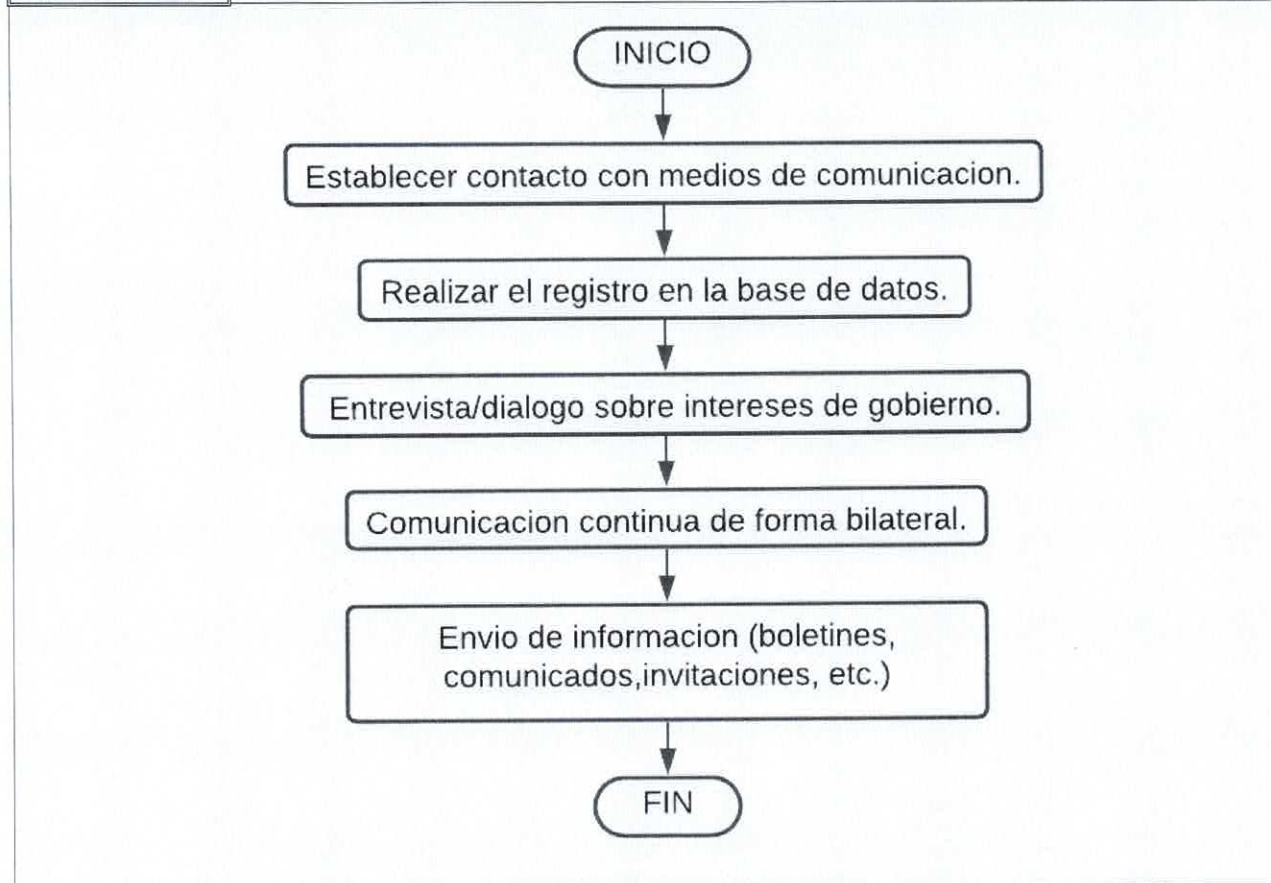 INICIO
Establecer contacto con medios de comunicacion.
Realizar el registro en la base de datos.
Entrevista/dialogo sobre intereses de gobierno.
Comunicacion continua de forma bilateral.
Envio de informacion (boletines,
comunicados,invitaciones, etc.)
FIN